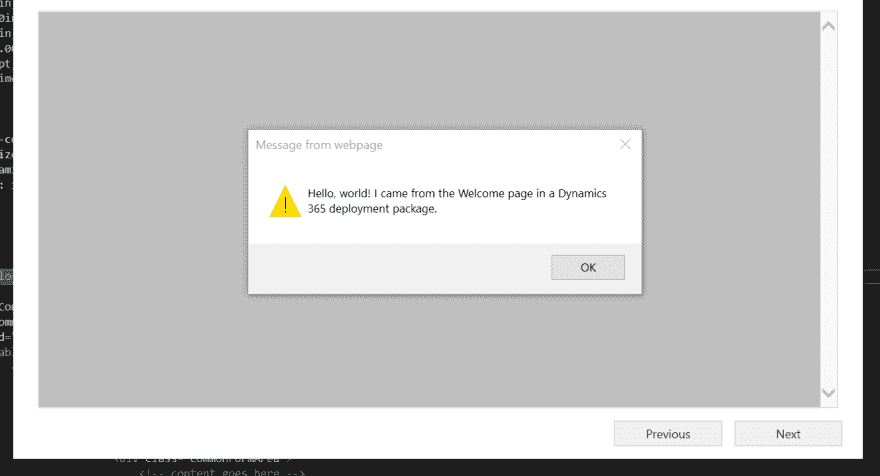 Message from webpage
Hello, world! I came from the Welcome page in a Dynamics
365 deployment package.
OK
Previous
Next
<!-- content goes here -->